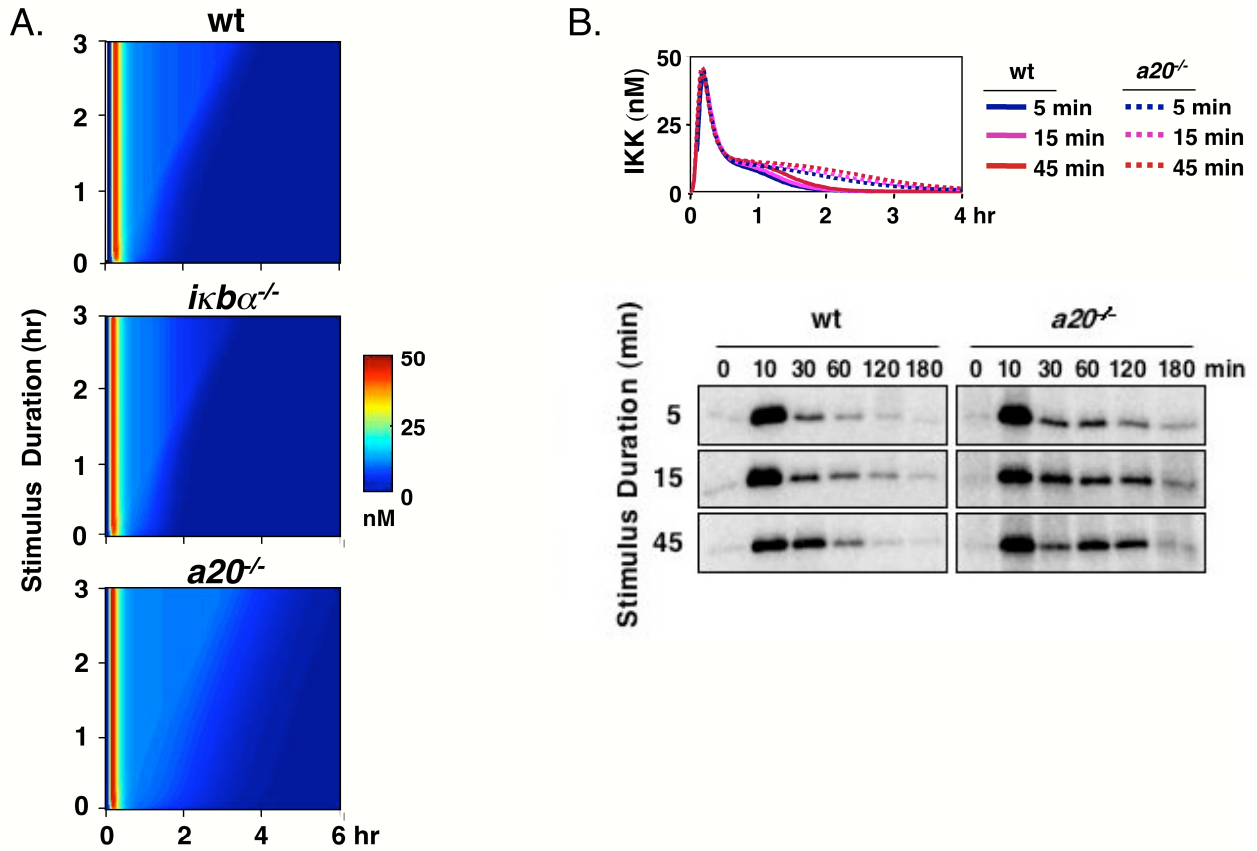 A.
wt
3
2
1
0
iκbα-/-
3
2
1
0
a20-/-
3
2
1
0
0 2 4 6 hr
Stimulus Duration (hr)
50
25
0
nM
B.
50
25
0
IKK (nM)
0 1 2 3 4 hr
wt a20-/-
5 min 5 min
15 min 15 min
45 min 45 min
wt a20-/-
0 10 30 60 120 180 0 10 30 60 120 180 min
5
15
45
Stimulus Duration (min)